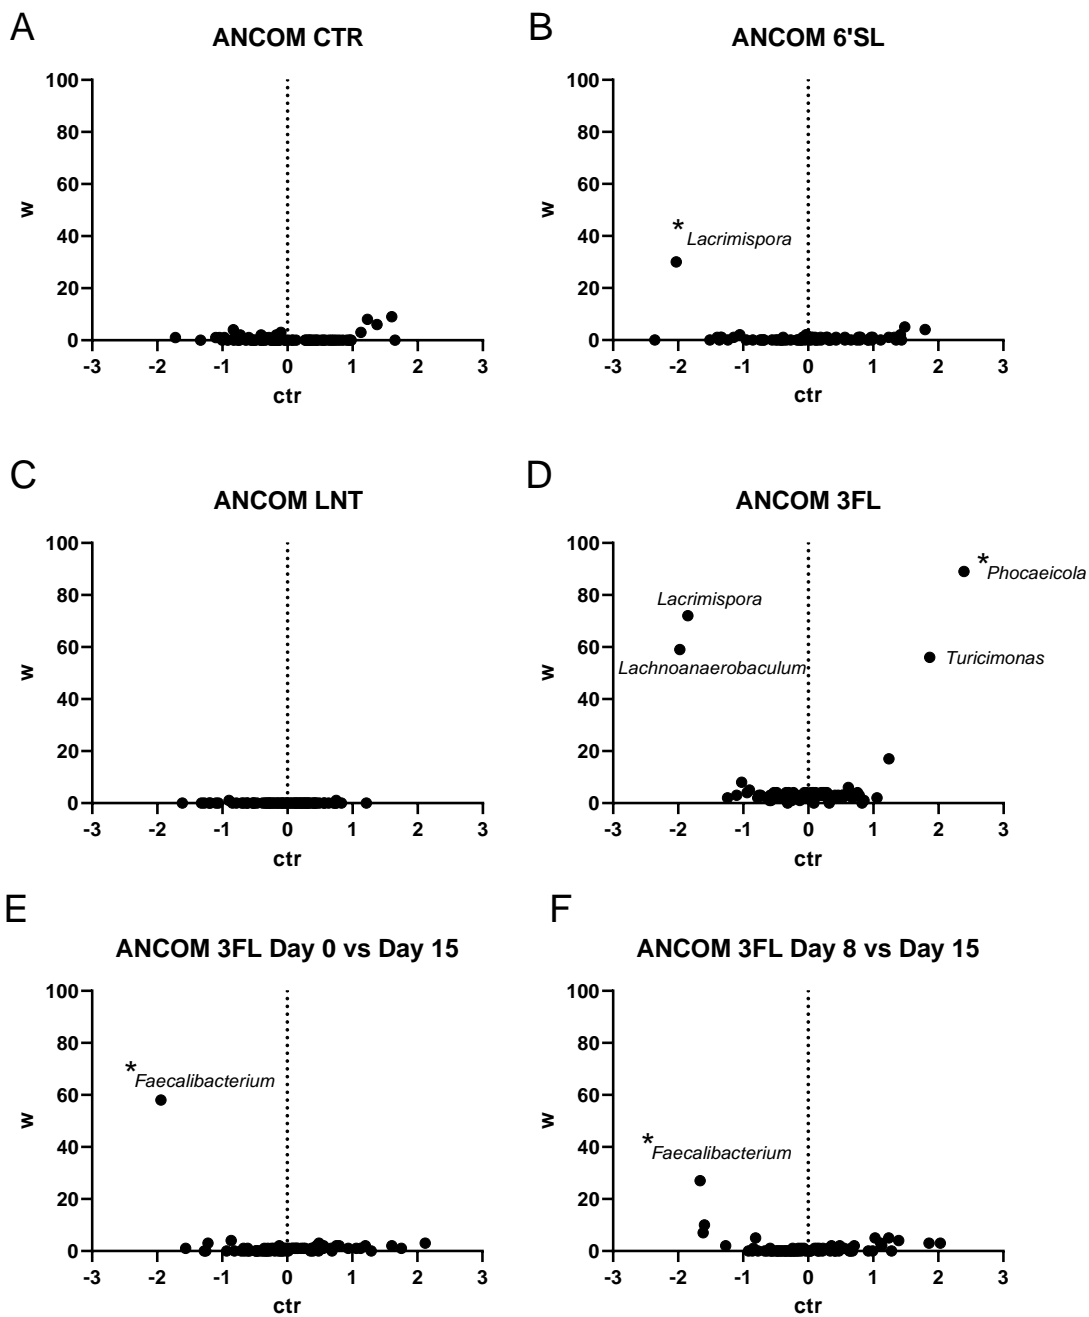 A
ANCOM CTR
100
80
60
40
20
0
w
-3 -2 -1 0 1 2 3
ctr
B
ANCOM 6'SL
100
80
60
40
20
0
w
* Lacrimispora
-3 -2 -1 0 1 2 3
ctr
C
ANCOM LNT
100
80
60
40
20
0
w
-3 -2 -1 0 1 2 3
ctr
D
ANCOM 3FL
100
80
60
40
20
0
w
*Phocaeicola
Lacrimispora
Turicimonas
Lachnoanaerobaculum
-3 -2 -1 0 1 2 3
ctr
E
ANCOM 3FL Day 0 vs Day 15
100
80
60
40
20
0
w
*Faecalibacterium
-3 -2 -1 0 1 2 3
ctr
F
ANCOM 3FL Day 8 vs Day 15
100
80
60
40
20
0
w
*Faecalibacterium
-3 -2 -1 0 1 2 3
ctr